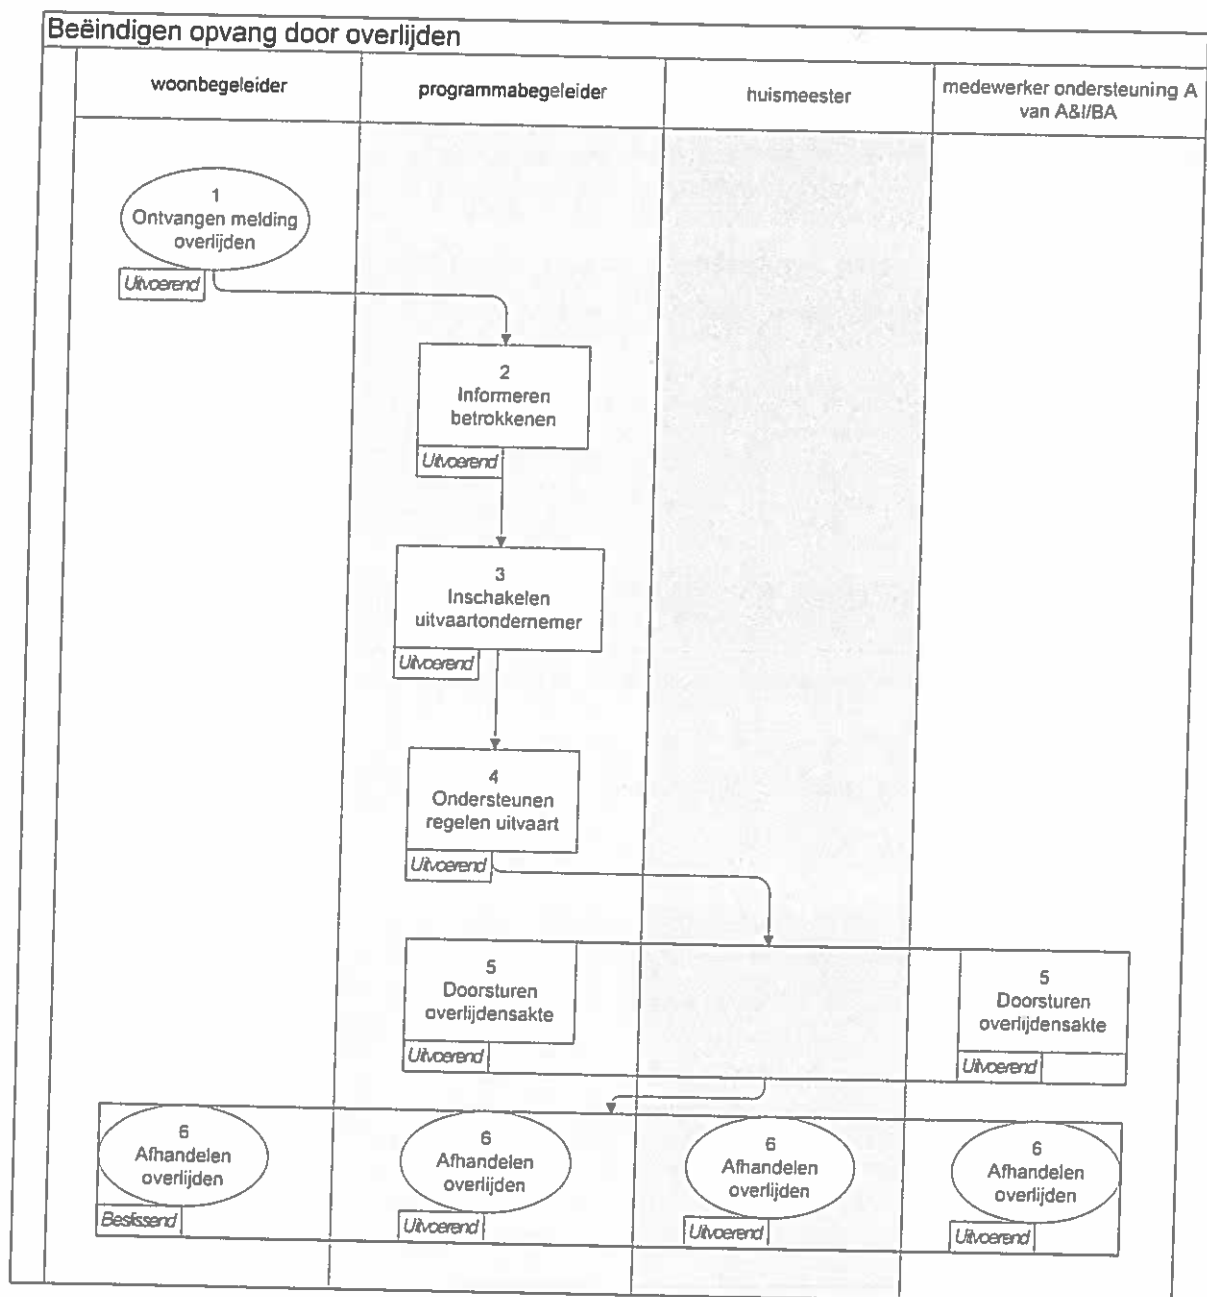 Beëindigen opvang door overlijden
woonbegeleider
programmabegeleider
huismeester
medewerker ondersteuning A
van A&I/BA
1
Ontvangen melding
overlijden
Uitvoerend
2
Informeren
betrokkenen
Uitvoerend
3
Inschakelen
uitvaartondernemer
Uitvoerend
4
Ondersteunen
regelen uitvaart
Uitvoerend
5
Doorsturen
overlijdensakte
Uitvoerend
5
Doorsturen
overlijdensakte
Uitvoerend
6
Afhandelen
overlijden
Beslissend
6
Afhandelen
overlijden
Uitvoerend
6
Afhandelen
overlijden
Uitvoerend
6
Afhandelen
overlijden
Uitvoerend